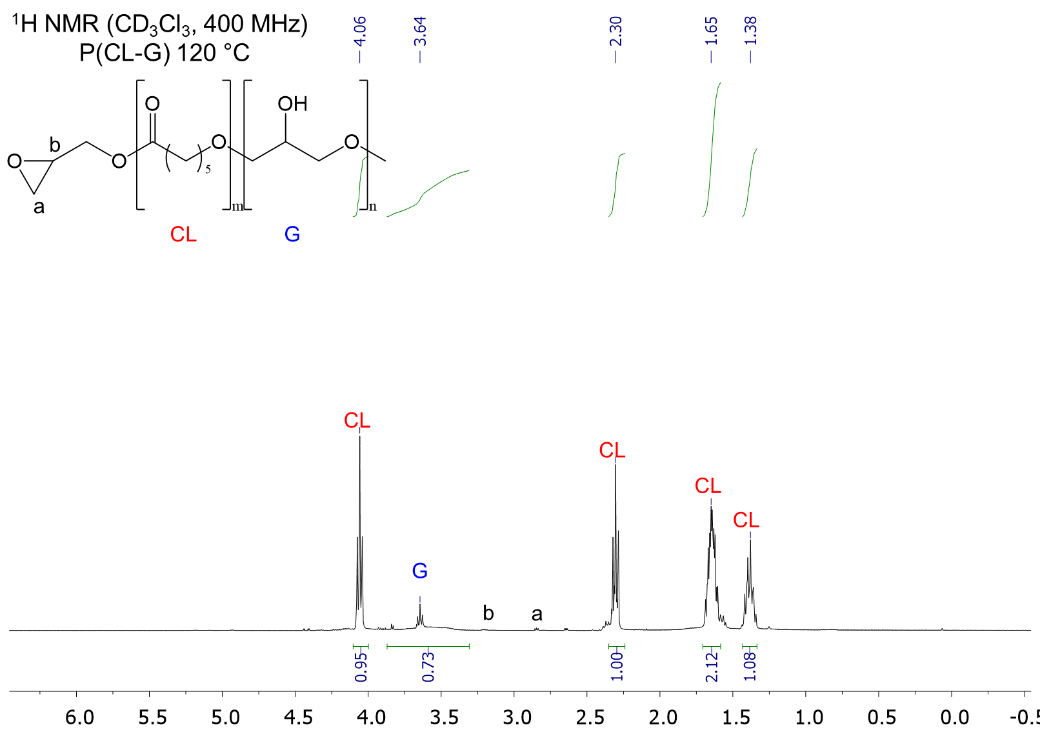 ¹H NMR (CD₃Cl₃, 400 MHz)
P(CL-G) 120 °C
4.06
3.64
2.30
1.65
1.38
O
OH
b
O
O
O
O
5
a
m
n
CL
G
CL
CL
CL
CL
G
b
a
0.95
0.73
1.00
2.12
1.08
6.0 5.5 5.0 4.5 4.0 3.5 3.0 2.5 2.0 1.5 1.0 0.5 0.0 -0.5